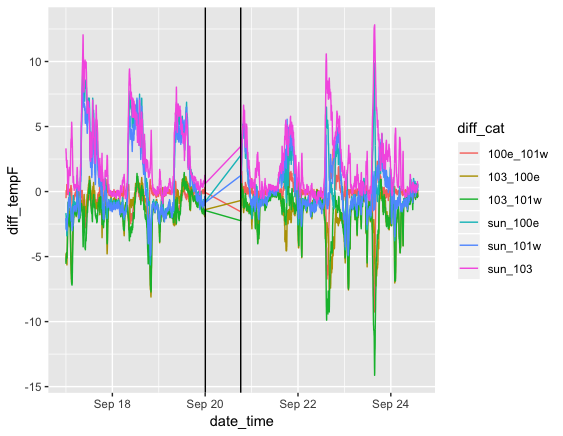 10
5
0
-5
-10
-15
diff_tempF
Sep 18
Sep 20
Sep 22
Sep 24
date_time
diff_cat
100e_101w
103_100e
103_101w
sun_100e
sun_101w
sun_103